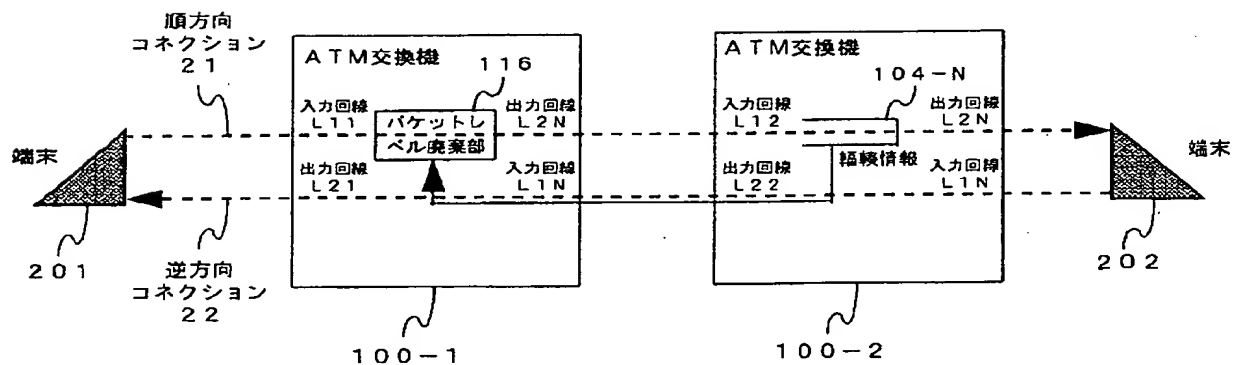 順方向
コネクション
21
ATM交換機
116
入力回線
L11
パケットレ
ベル廃棄部
出力回線
L2N
出力回線
L21
入力回線
L1N
ATM交換機
104-N
入力回線
L12
出力回線
L2N
輻輳情報
出力回線
L22
入力回線
L1N
端末
端末
201
逆方向
コネクション
22
100-1
100-2
202